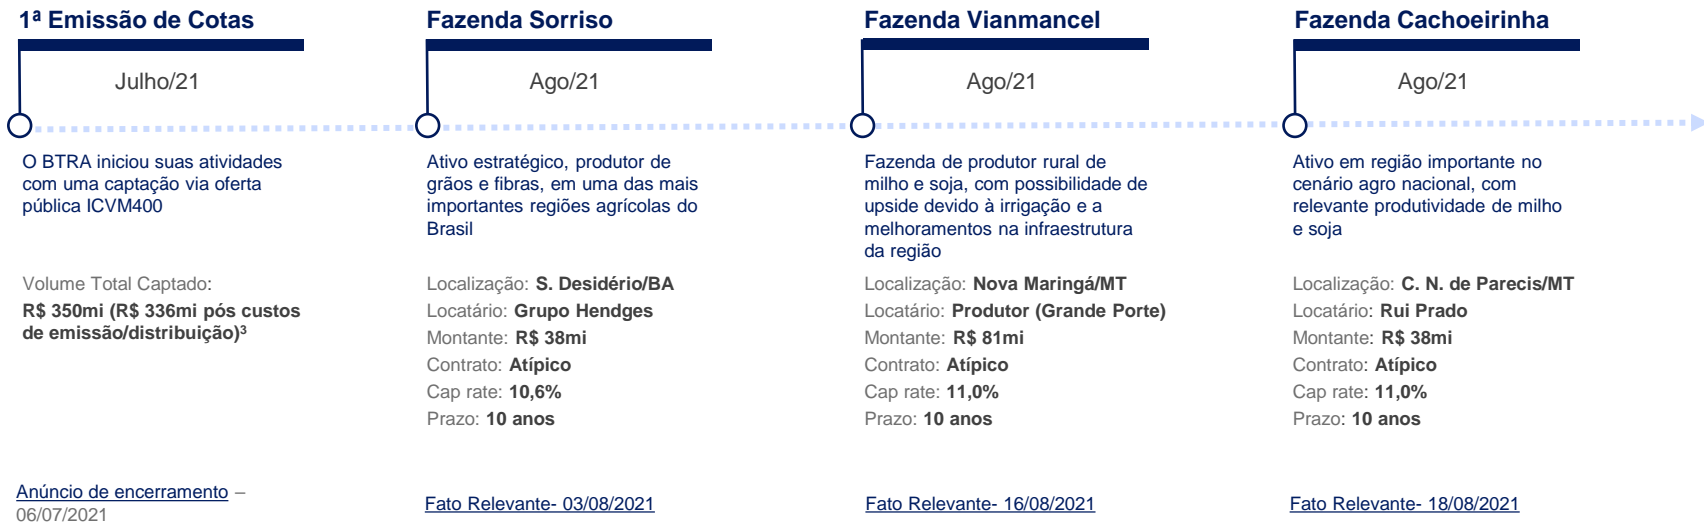 1ª Emissão de Cotas
Julho/21
O BTRA iniciou suas atividades
com uma captação via oferta
pública ICVM400
Volume Total Captado:
R$ 350mi (R$ 336mi pós custos
de emissão/distribuição)³
Anúncio de encerramento –
06/07/2021
Fazenda Sorriso
Ago/21
Ativo estratégico, produtor de
grãos e fibras, em uma das mais
importantes regiões agrícolas do
Brasil
Localização: S. Desidério/BA
Locatário: Grupo Hendges
Montante: R$ 38mi
Contrato: Atípico
Cap rate: 10,6%
Prazo: 10 anos
Fato Relevante- 03/08/2021
Fazenda Vianmancel
Ago/21
Fazenda de produtor rural de
milho e soja, com possibilidade de
upside devido à irrigação e a
melhoramentos na infraestrutura
da região
Localização: Nova Maringá/MT
Locatário: Produtor (Grande Porte)
Montante: R$ 81mi
Contrato: Atípico
Cap rate: 11,0%
Prazo: 10 anos
Fato Relevante- 16/08/2021
Fazenda Cachoeirinha
Ago/21
Ativo em região importante no
cenário agro nacional, com
relevante produtividade de milho
e soja
Localização: C. N. de Parecis/MT
Locatário: Rui Prado
Montante: R$ 38mi
Contrato: Atípico
Cap rate: 11,0%
Prazo: 10 anos
Fato Relevante- 18/08/2021